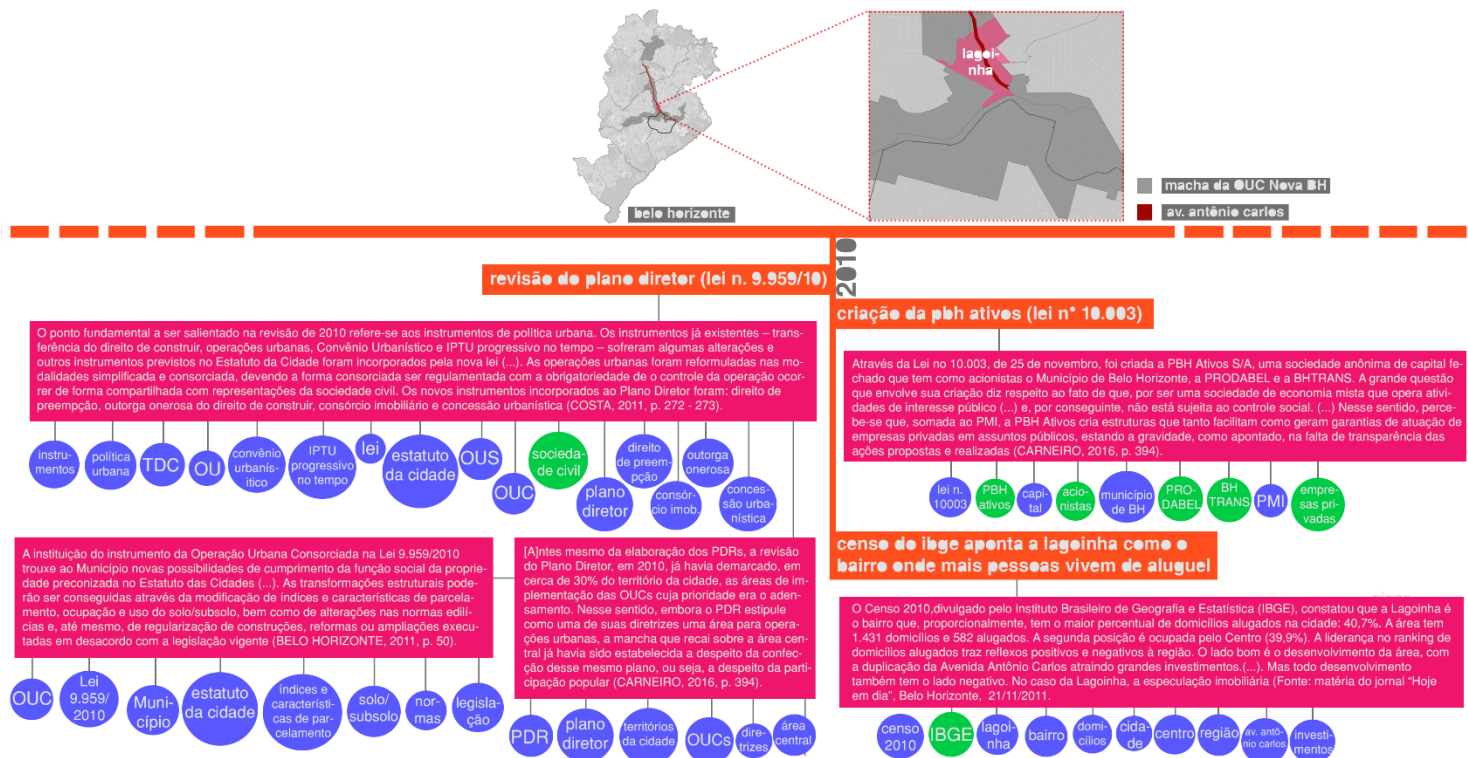 lagoi-
nha
macha da OUC Nova BH
belo horizonte
av. antônio carlos
2010
revisão do plano diretor (lei n. 9.959/10)
O ponto fundamental a ser salientado na revisão de 2010 refere-se aos instrumentos de política urbana. Os instrumentos já existentes – trans-
ferência do direito de construir, operações urbanas, Convênio Urbanístico e IPTU progressivo no tempo – sofreram algumas alterações e
outros instrumentos previstos no Estatuto da Cidade foram incorporados pela nova lei (...). As operações urbanas foram reformuladas nas mo-
dalidades simplificada e consorciada, devendo a forma consorciada ser regulamentada com a obrigatoriedade de o controle da operação ocor-
rer de forma compartilhada com representações da sociedade civil. Os novos instrumentos incorporados ao Plano Diretor foram: direito de
preempção, outorga onerosa do direito de construir, consórcio imobiliário e concessão urbanística (COSTA, 2011, p. 272 - 273).
instru-
mentos
política
urbana
TDC
OU
convênio
urbanís-
itico
IPTU
progressivo
no tempo
lei
estatuto
da cidade
OUS
OUC
socieda-
de civil
plano
diretor
direito
de preem-
pção
consór-
cio imob.
outorga
onerosa
conces-
são urba-
nística
A instituição do instrumento da Operação Urbana Consorciada na Lei 9.959/2010
trouxe ao Município novas possibilidades de cumprimento da função social da proprie-
dade preconizada no Estatuto das Cidades (...). As transformações estruturais pode-
rão ser conseguidas através da modificação de índices e características de parcela-
mento, ocupação e uso do solo/subsolo, bem como de alterações nas normas edilí-
cias e, até mesmo, de regularização de construções, reformas ou ampliações execu-
tadas em desacordo com a legislação vigente (BELO HORIZONTE, 2011, p. 50).
OUC
Lei
9.959/
2010
Muni-
cípio
estatuto
da cidade
índices e
característi-
cas de par-
celamento
solo/
subsolo
nor-
mas
legisla-
ção
[A]ntes mesmo da elaboração dos PDRs, a revisão
do Plano Diretor, em 2010, já havia demarcado, em
cerca de 30% do território da cidade, as áreas de im-
plementação das OUCs cuja prioridade era o aden-
samento. Nesse sentido, embora o PDR estipule
como uma de suas diretrizes uma área para opera-
ções urbanas, a mancha que recai sobre a área cen-
tral já havia sido estabelecida a despeito da confec-
ção desse mesmo plano, ou seja, a despeito da parti-
cipação popular (CARNEIRO, 2016, p. 394).
PDR
plano
diretor
territórios
da cidade
OUCs
dire-
trizes
área
central
criação da pbh ativos (lei n° 10.003)
Através da Lei no 10.003, de 25 de novembro, foi criada a PBH Ativos S/A, uma sociedade anônima de capital fe-
chado que tem como acionistas o Município de Belo Horizonte, a PRODABEL e a BHTRANS. A grande questão
que envolve sua criação diz respeito ao fato de que, por ser uma sociedade de economia mista que opera ativi-
dades de interesse público (...) e, por conseguinte, não está sujeita ao controle social. (...) Nesse sentido, perce-
be-se que, somada ao PMI, a PBH Ativos cria estruturas que tanto facilitam como geram garantias de atuação de
empresas privadas em assuntos públicos, estando a gravidade, como apontado, na falta de transparência das
ações propostas e realizadas (CARNEIRO, 2016, p. 394).
lei n.
10003
PBH
ativos
capi-
tal
acio-
nistas
município
de BH
PRO-
DABEL
BH
TRANS
PMI
empre-
sas pri-
vadas
censo do ibge aponta a lagoinha como o
bairro onde mais pessoas vivem de aluguel
O Censo 2010,divulgado pelo Instituto Brasileiro de Geografia e Estatística (IBGE), constatou que a Lagoinha é
o bairro que, proporcionalmente, tem o maior percentual de domicílios alugados na cidade: 40,7%. A área tem
1.431 domicílios e 582 alugados. A segunda posição é ocupada pelo Centro (39,9%). A liderança no ranking de
domicílios alugados traz reflexos positivos e negativos à região. O lado bom é o desenvolvimento da área, com
a duplicação da Avenida Antônio Carlos atraindo grandes investimentos.(...). Mas todo desenvolvimento
também tem o lado negativo. No caso da Lagoinha, a especulação imobiliária (Fonte: matéria do jornal “Hoje
em dia”, Belo Horizonte, 21/11/2011.
censo
2010
IBGE
lagoi-
nha
bairro
domi-
cílios
cida-
de
centro
região
av. antô-
nio carlos
investi-
mentos